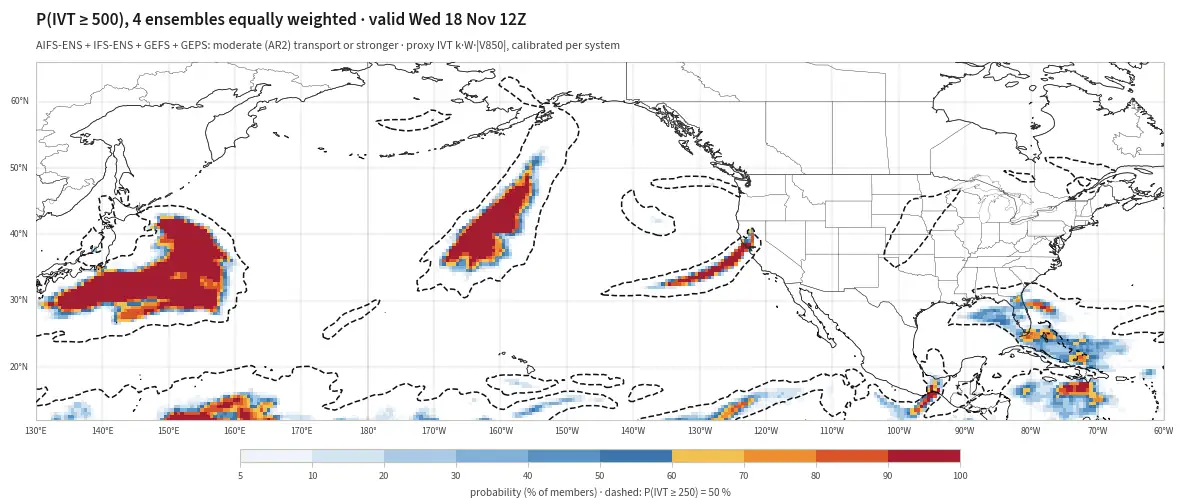 P(IVT ≥ 500), 4 ensembles equally weighted · valid Wed 18 Nov 12Z
AIFS-ENS + IFS-ENS + GEFS + GEPS: moderate (AR2) transport or stronger · proxy IVT k·W·|V850|, calibrated per system
60°N
50°N
40°N
30°N
20°N
130°E 140°E 150°E 160°E 170°E 180° 170°W 160°W 150°W 140°W 130°W 120°W 110°W 100°W 90°W 80°W 70°W 60°W
5 10 20 30 40 50 60 70 80 90 100
probability (% of members) · dashed: P(IVT ≥ 250) = 50 %